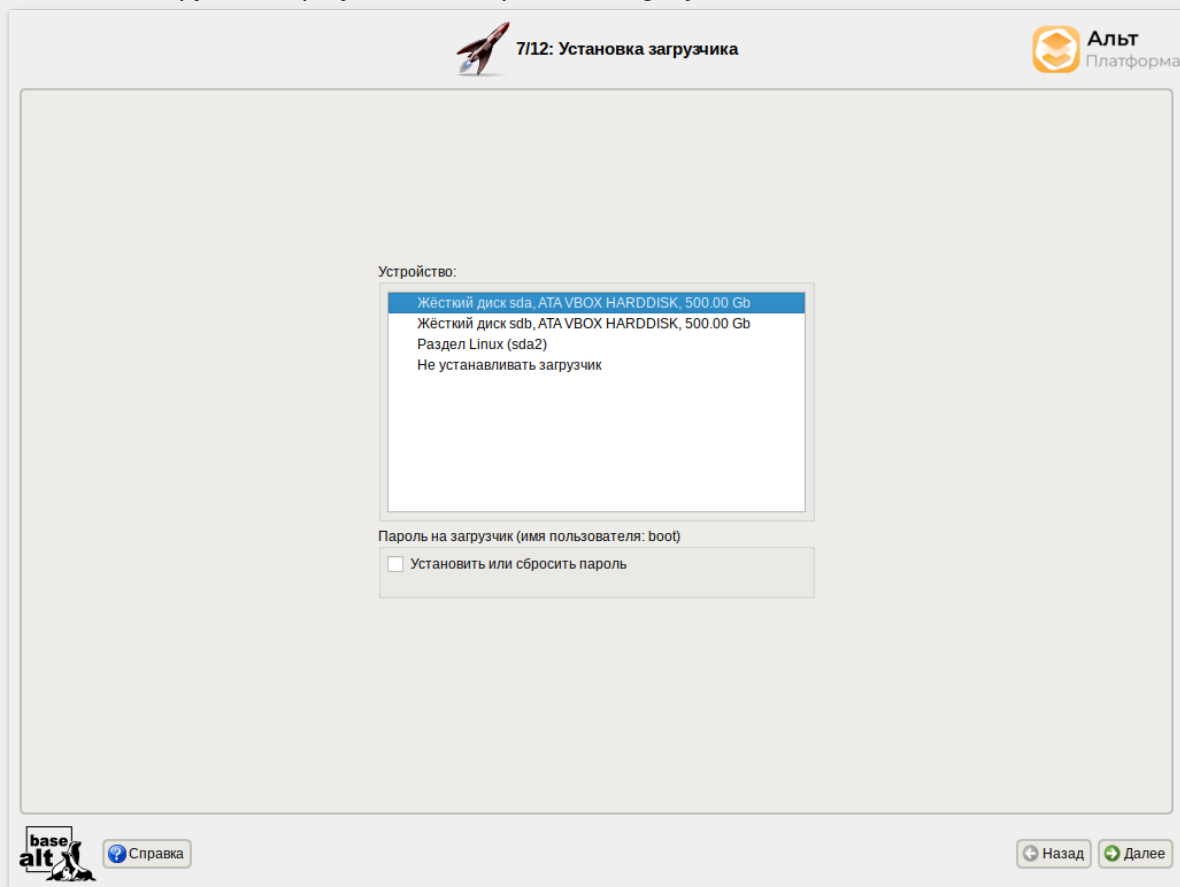 7/12: Установка загрузчика
Альт
Платформа
Устройство:
Жёсткий диск sda, ATA VBOX HARDDISK, 500.00 Gb
Жёсткий диск sdb, ATA VBOX HARDDISK, 500.00 Gb
Раздел Linux (sda2)
Не устанавливать загрузчик
Пароль на загрузчик (имя пользователя: boot)
Установить или сбросить пароль
base
alt
Справка
Назад
Далее